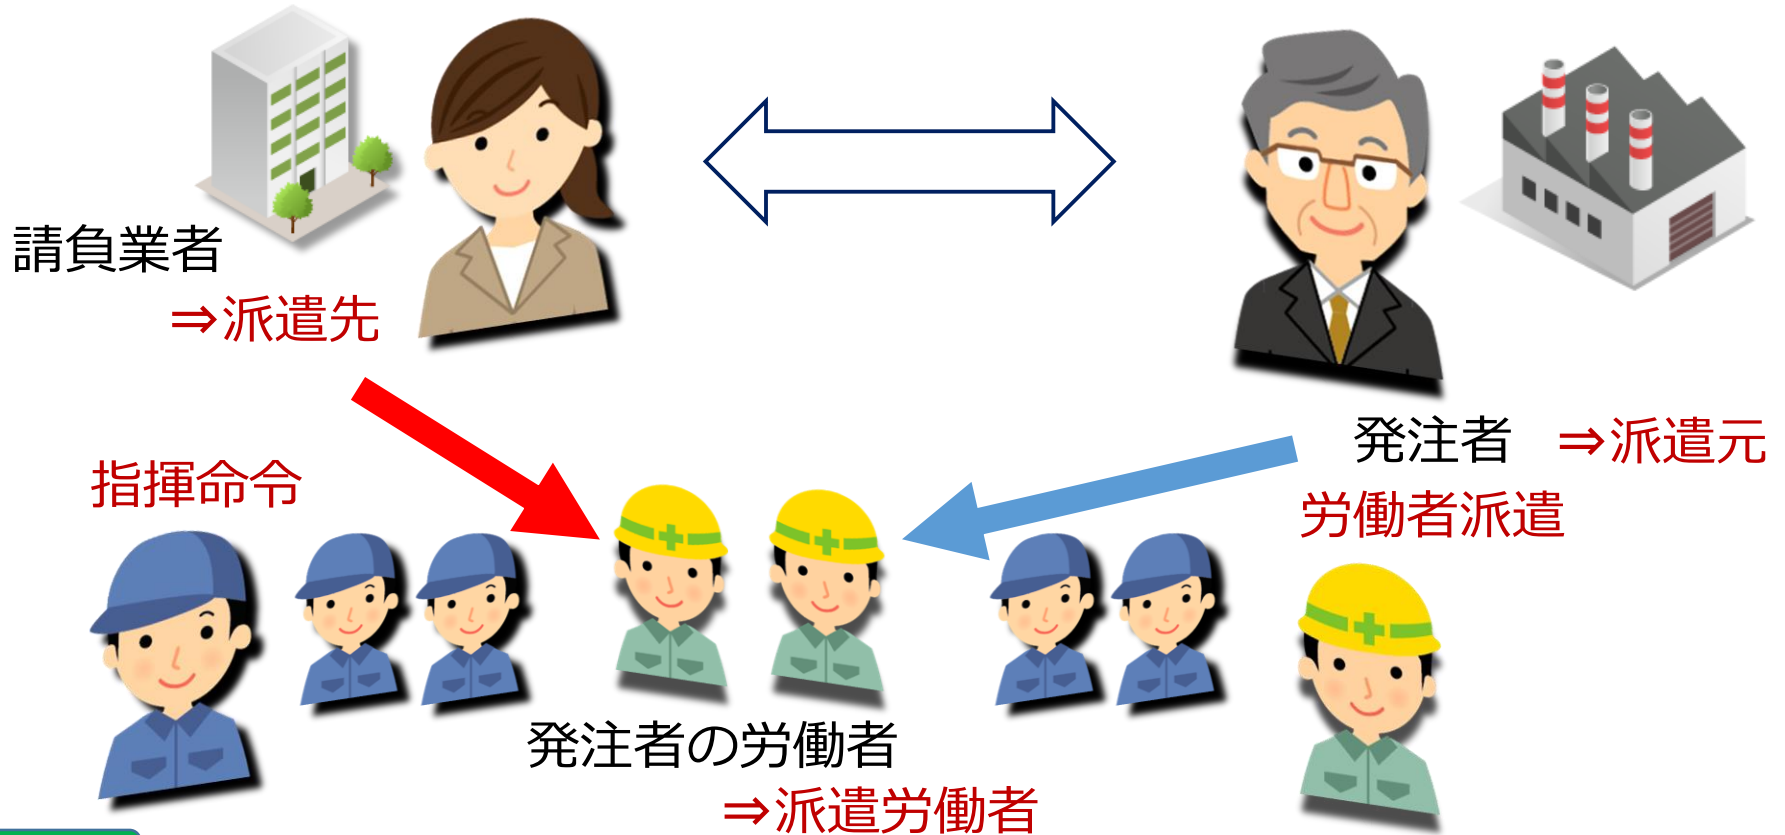 請負業者
⇒派遣先
発注者 ⇒派遣元
指揮命令
労働者派遣
発注者の労働者
⇒派遣労働者